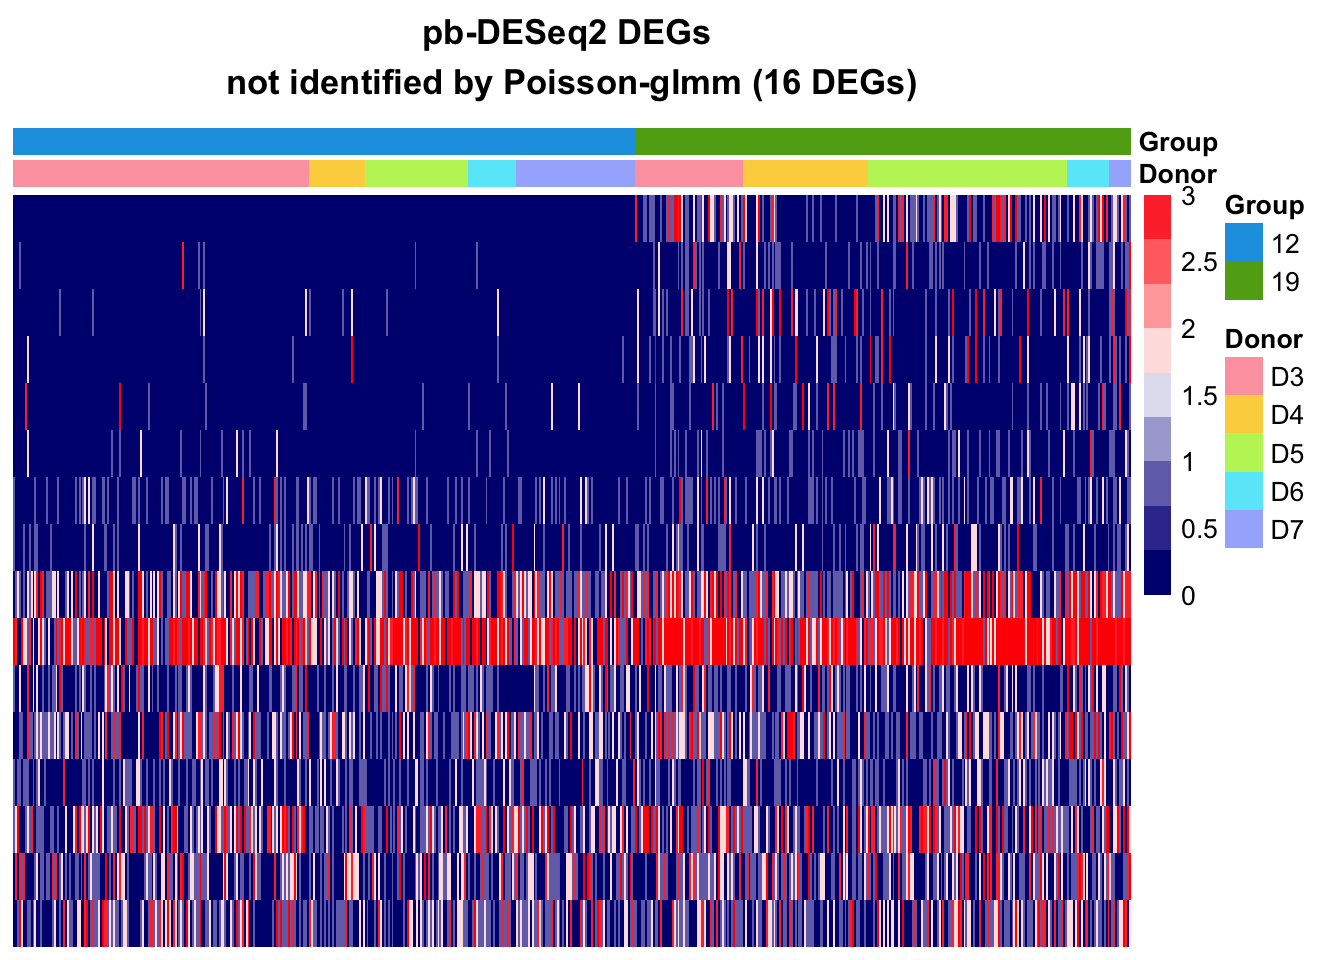 pb-DESeq2 DEGs
not identified by Poisson-glmm (16 DEGs)
Group
Donor
3
2.5
2
1.5
1
0.5
0
Group
12
19
Donor
D3
D4
D5
D6
D7